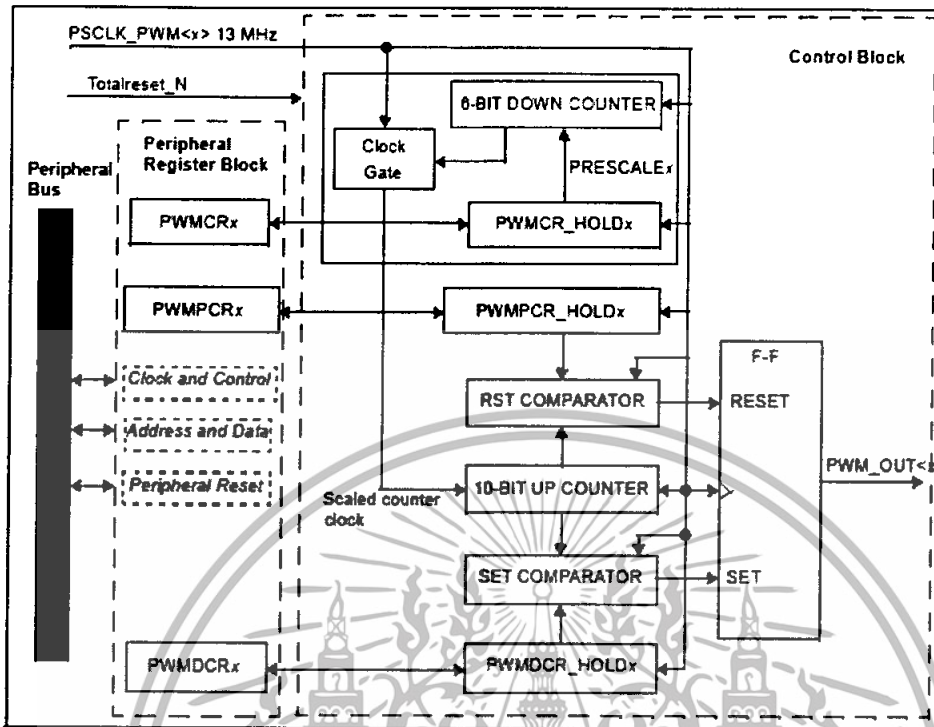 PSCLK_PWM<x> 13 MHz
Control Block
Totalreset_N
6-BIT DOWN COUNTER
Peripheral
Register Block
Clock
Gate
Peripheral
Bus
PRESCALEx
PWMCRx
PWMCR_HOLDx
PWMPCRx
PWMPCR_HOLDx
F-F
Clock and Control
RST COMPARATOR
RESET
Address and Data
PWM_OUT<x
Peripheral Reset
10-BIT UP COUNTER
Scaled counter
clock
SET COMPARATOR
SET
PWMDCRx
PWMDCR_HOLDx